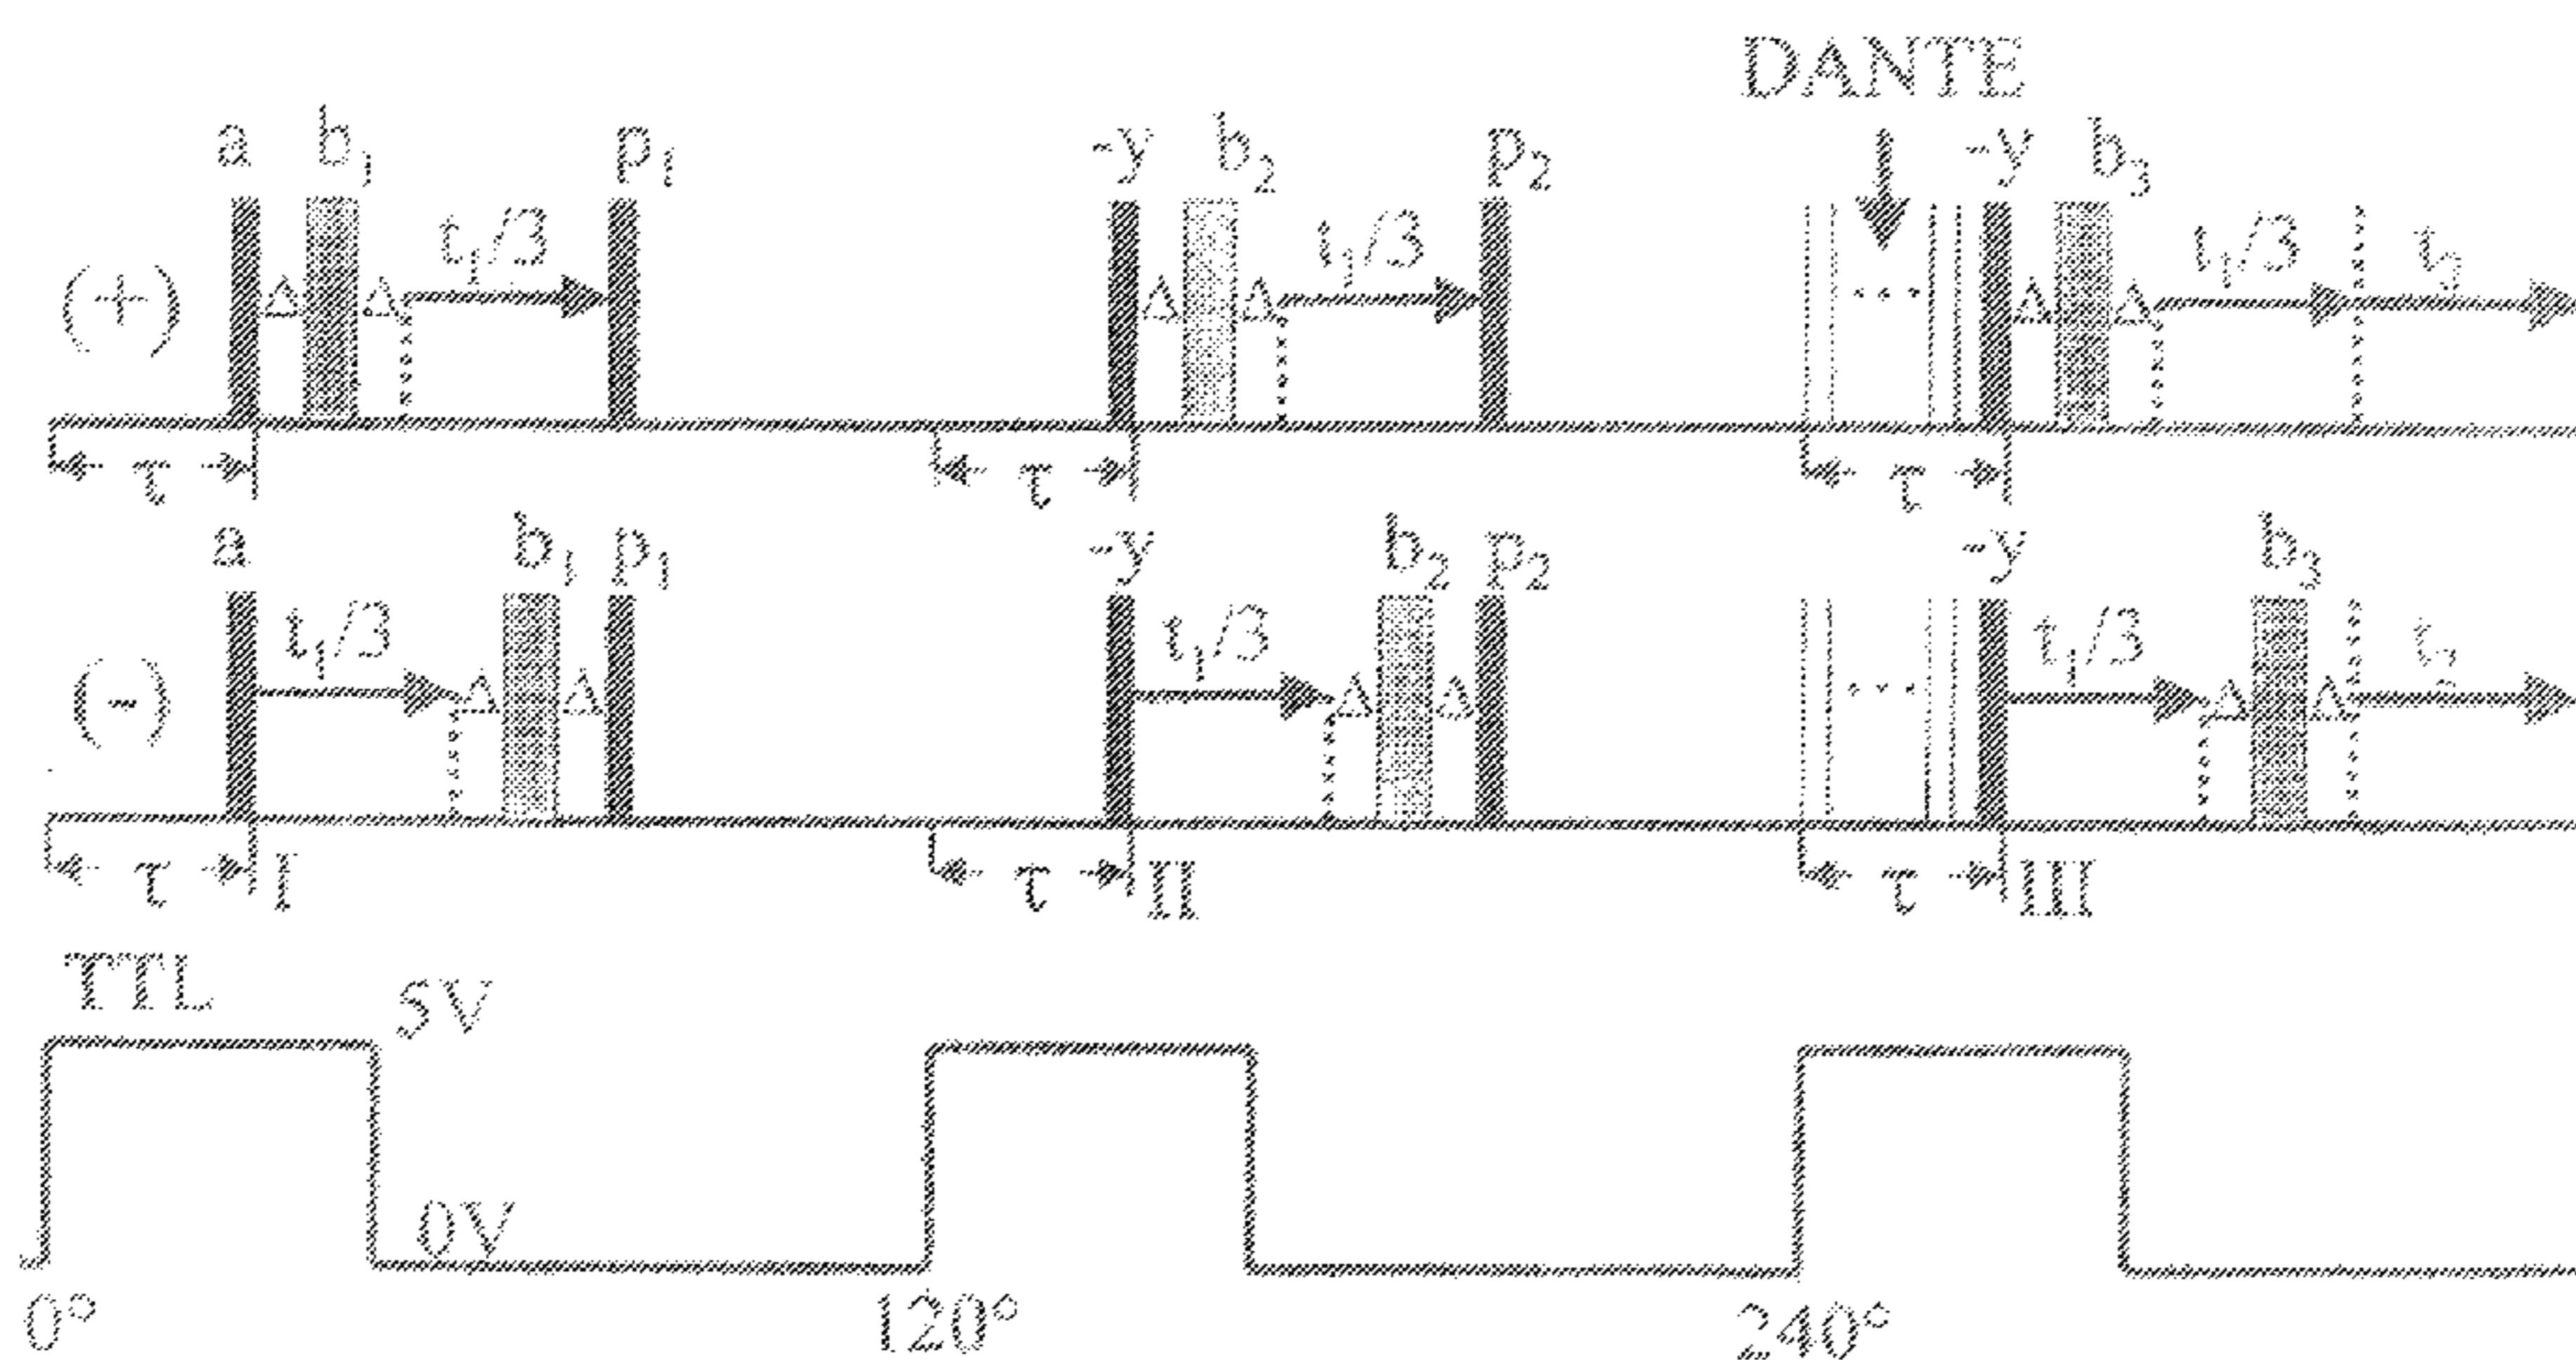 DANTE
a b₁ p₁ -y b₂ p₂ -y b₃
(+) Δ Δ t₁/3 Δ Δ t₁/3 ... Δ Δ t₁/3 t₂
τ τ τ
a b₁ p₁ -y b₂ p₂ -y b₃
(-) t₁/3 Δ Δ t₁/3 Δ Δ ... t₁/3 Δ Δ t₂
τ I τ II τ III
TTL 5V
0V
0° 120° 240°